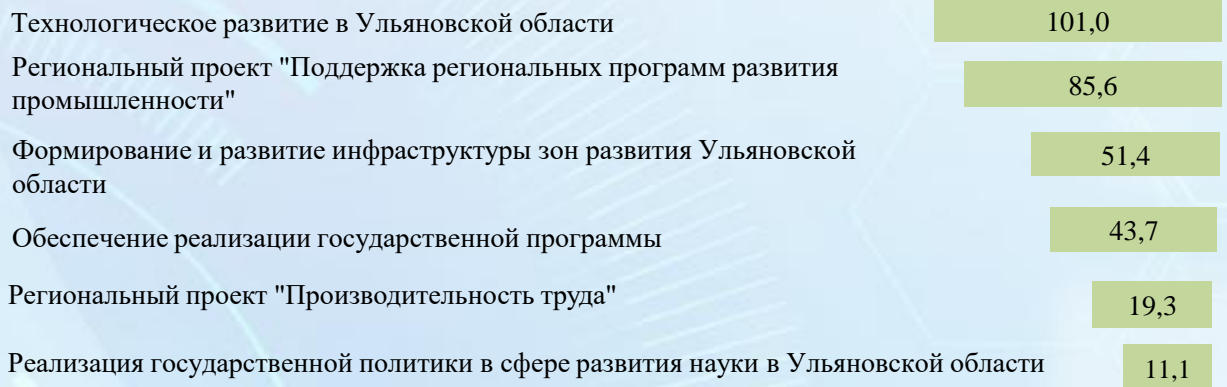 Технологическое развитие в Ульяновской области 101,0
Региональный проект "Поддержка региональных программ развития
промышленности" 85,6
Формирование и развитие инфраструктуры зон развития Ульяновской
области 51,4
Обеспечение реализации государственной программы 43,7
Региональный проект "Производительность труда" 19,3
Реализация государственной политики в сфере развития науки в Ульяновской области 11,1